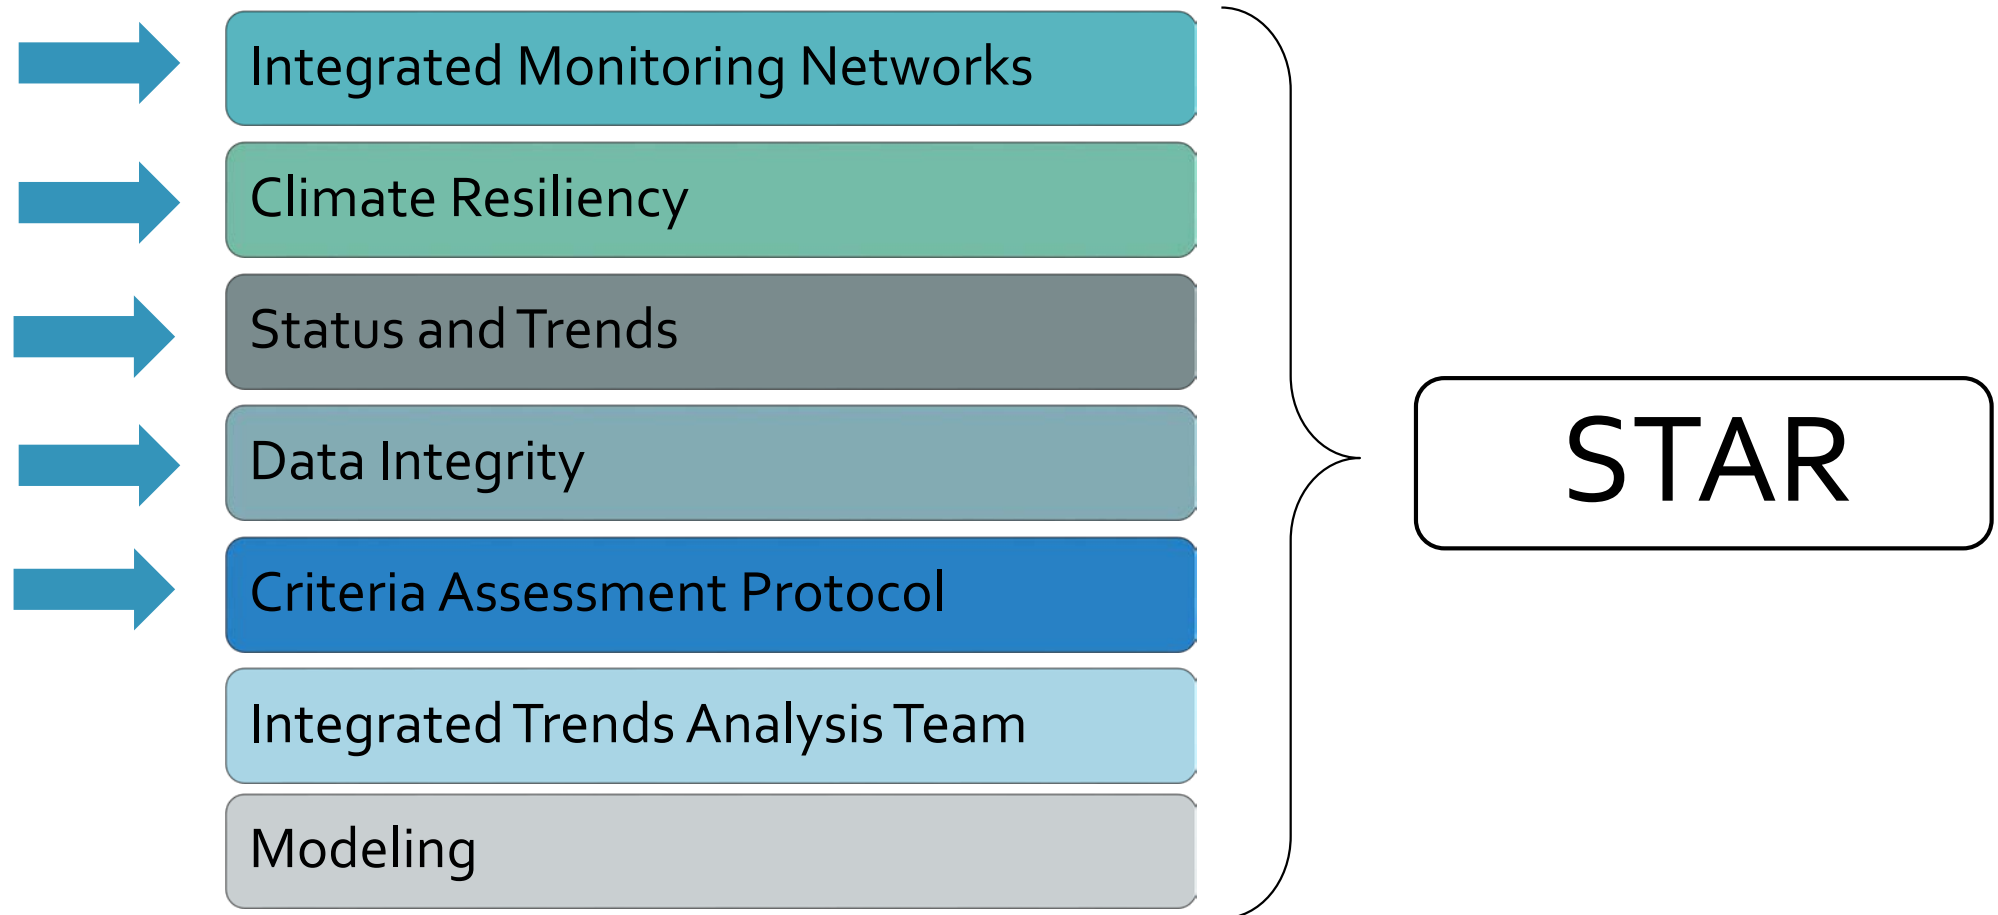 Integrated Monitoring Networks
Climate Resiliency
Status and Trends
Data Integrity
Criteria Assessment Protocol
Integrated Trends Analysis Team
Modeling
STAR